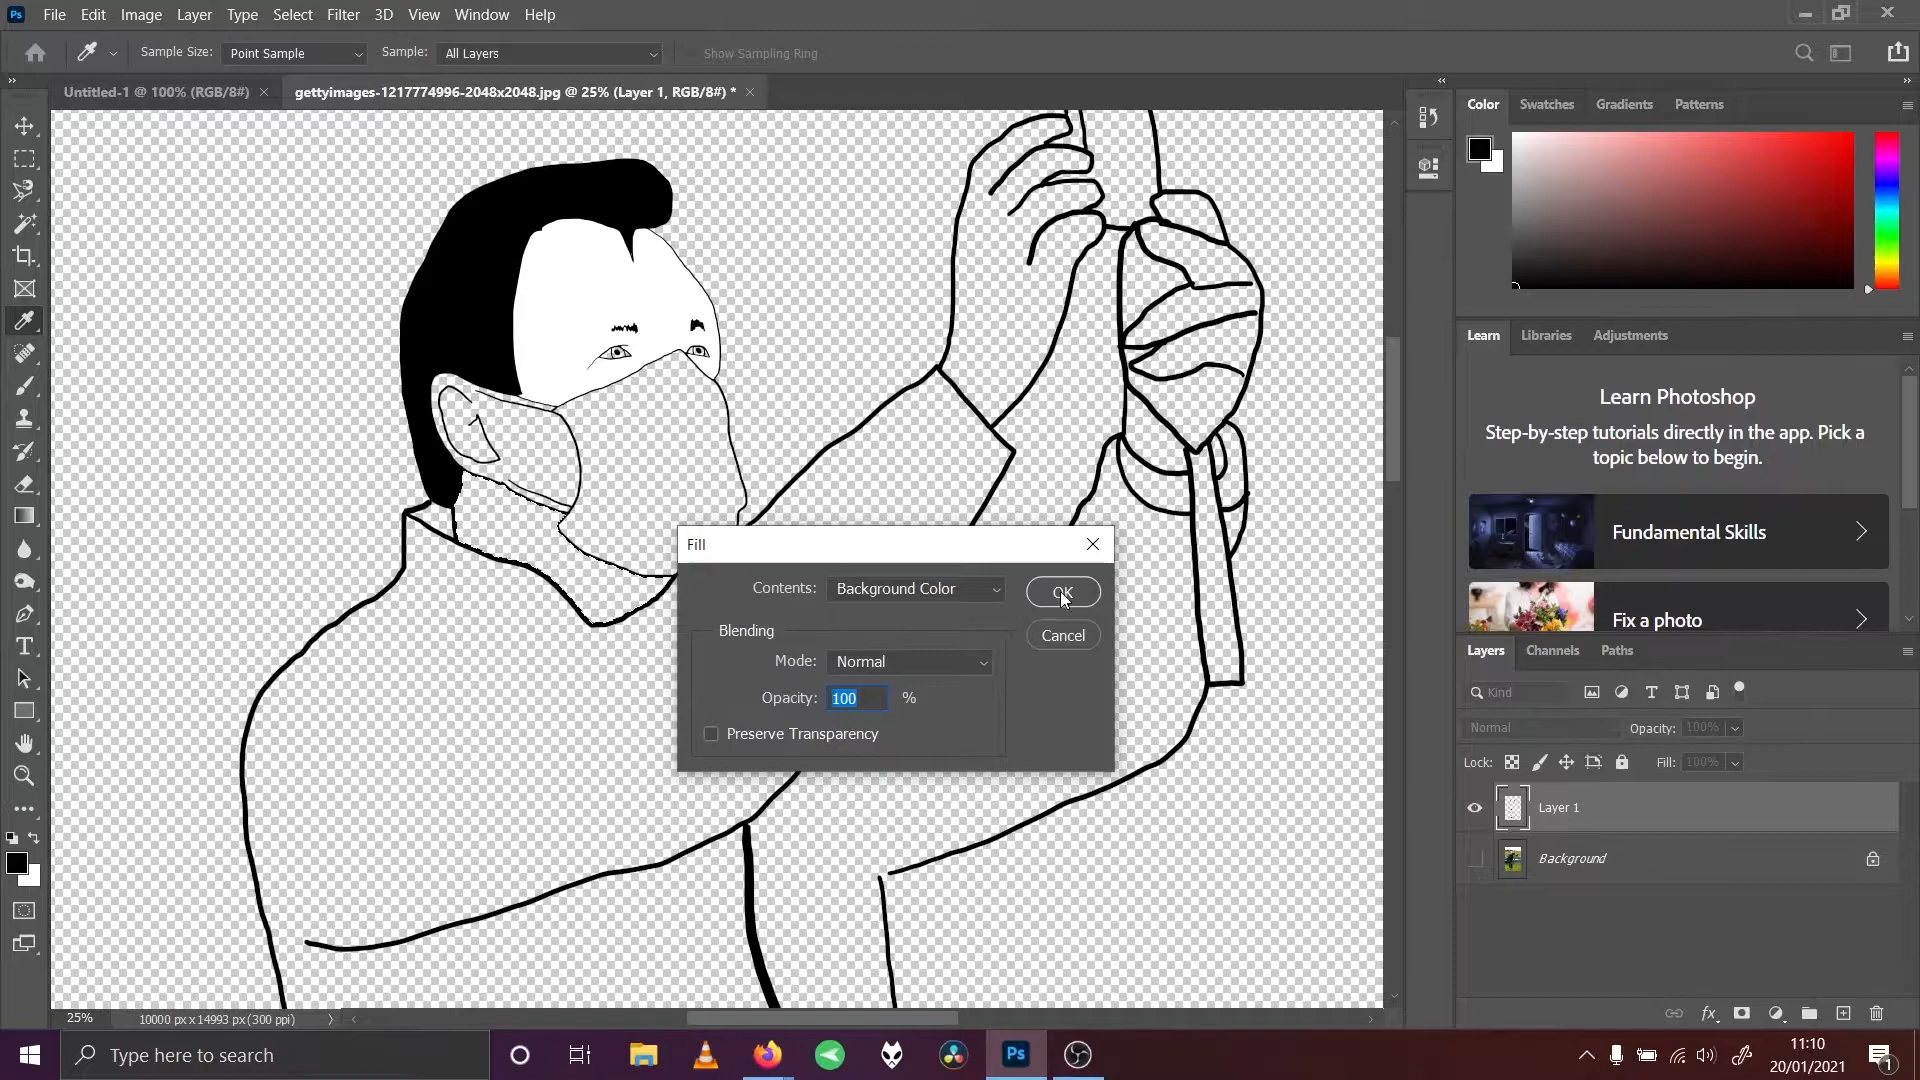 Ps File Edit Image Layer Type Select Filter 3D View Window Help
Sample Size: Point Sample Sample: All Layers Show Sampling Ring
Untitled-1 @ 100% (RGB/8#) gettyimages-1217774996-2048x2048.jpg @ 25% (Layer 1, RGB/8#) *
Color Swatches Gradients Patterns
Learn Libraries Adjustments
Learn Photoshop
Step-by-step tutorials directly in the app. Pick a
topic below to begin.
Fundamental Skills
Fix a photo
Fill
Contents: Background Color OK
Blending
Cancel
Mode: Normal
Opacity: 100 %
Preserve Transparency
Layers Channels Paths
Kind
Normal Opacity: 100%
Lock: Fill: 100%
Layer 1
Background
25% 10000 px x 14993 px (300 ppi)
Type here to search
Ps
11:10
20/01/2021
1